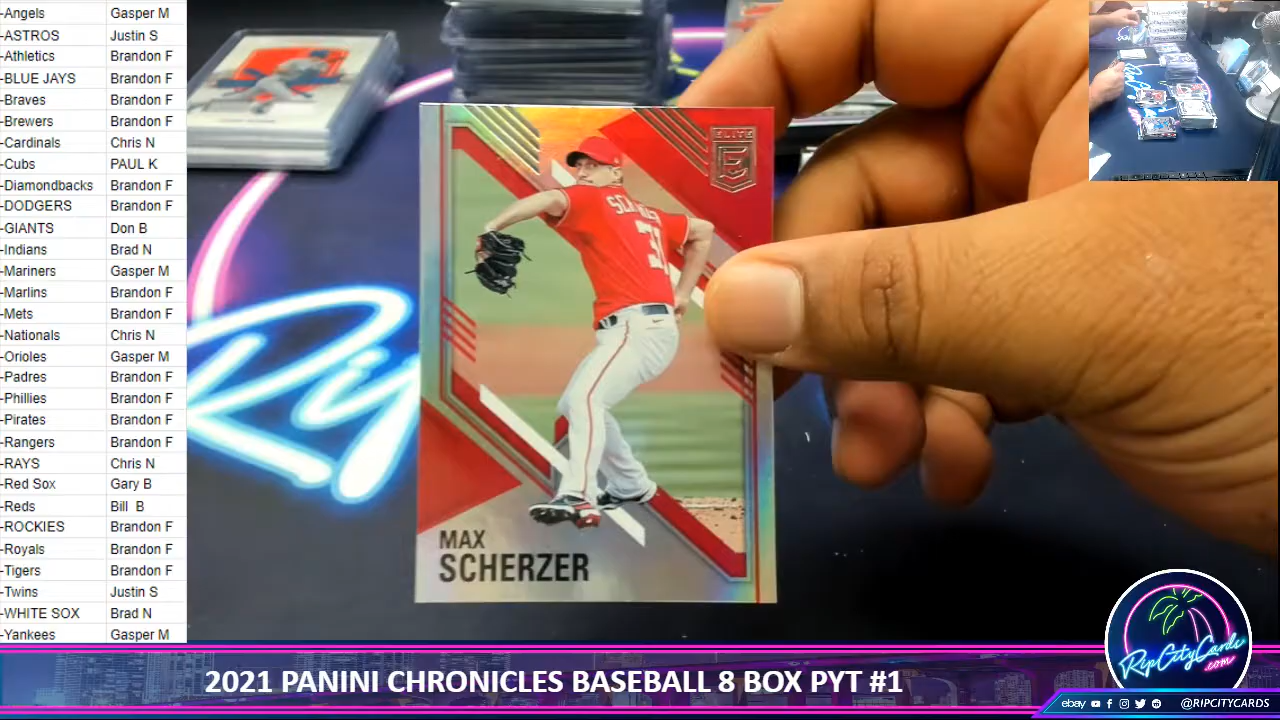 -Angels Gasper M
-ASTROS Justin S
-Athletics Brandon F
-BLUE JAYS Brandon F
-Braves Brandon F
-Brewers Brandon F
-Cardinals Chris N
-Cubs PAUL K
-Diamondbacks Brandon F
-DODGERS Brandon F
-GIANTS Don B
-Indians Brad N
-Mariners Gasper M
-Marlins Brandon F
-Mets Brandon F
-Nationals Chris N
-Orioles Gasper M
-Padres Brandon F
-Phillies Brandon F
-Pirates Brandon F
-Rangers Brandon F
-RAYS Chris N
-Red Sox Gary B
-Reds Bill B
-ROCKIES Brandon F
-Royals Brandon F
-Tigers Brandon F
-Twins Justin S
-WHITE SOX Brad N
-Yankees Gasper M
ELITE
E
31
MAX
SCHERZER
2021 PANINI CHRONICLES BASEBALL 8 BOX PYT #1
RipCityCards
.com
ebay @RIPCITYCARDS